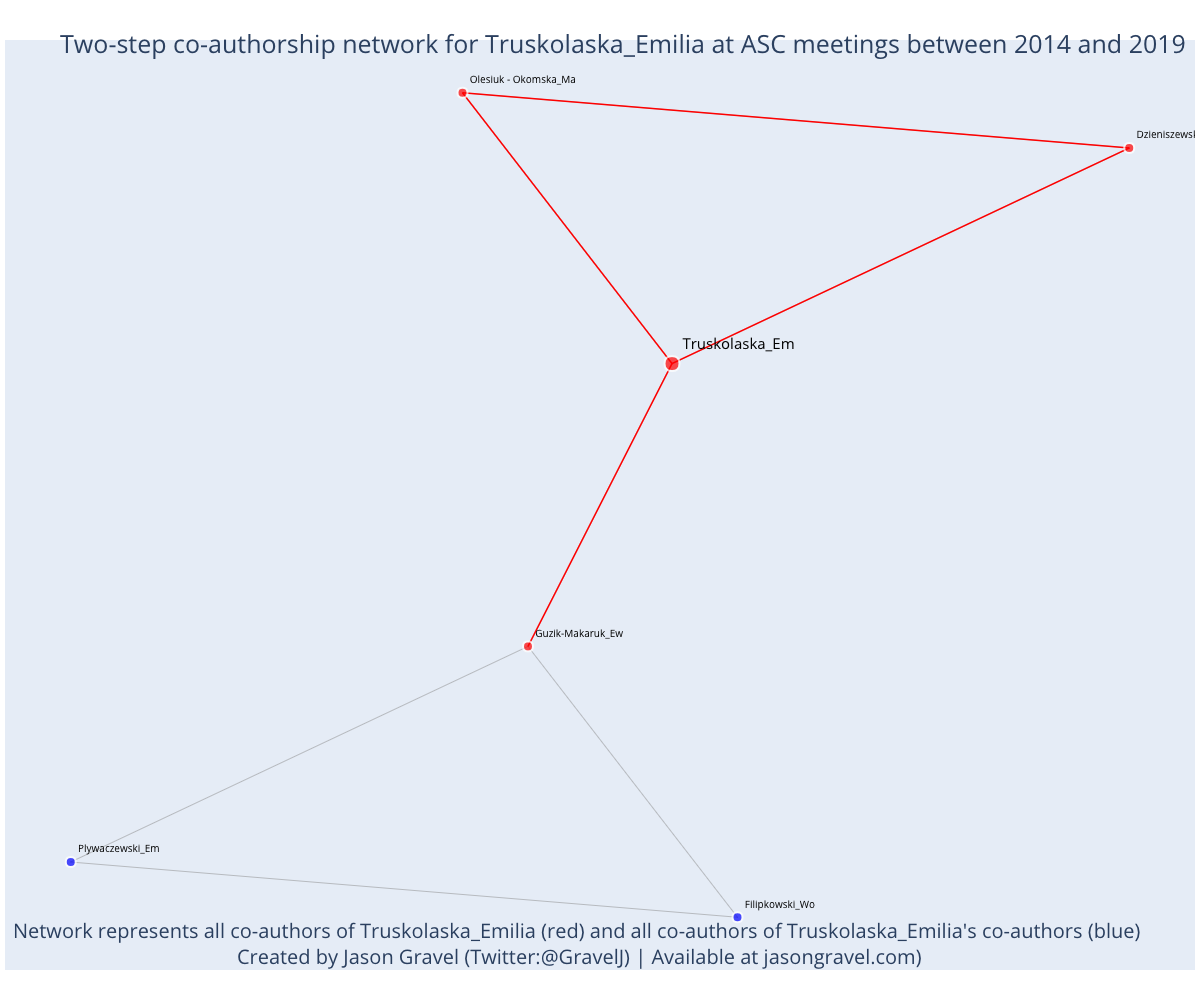 Two-step co-authorship network for Truskolaska_Emilia at ASC meetings between 2014 and 2019
Olesiuk - Okomska_Ma
Dzieniszewsk
Truskolaska_Em
Guzik-Makaruk_Ew
Plywaczewski_Em
Filipkowski_Wo
Network represents all co-authors of Truskolaska_Emilia (red) and all co-authors of Truskolaska_Emilia's co-authors (blue)
Created by Jason Gravel (Twitter:@GravelJ) | Available at jasongravel.com)